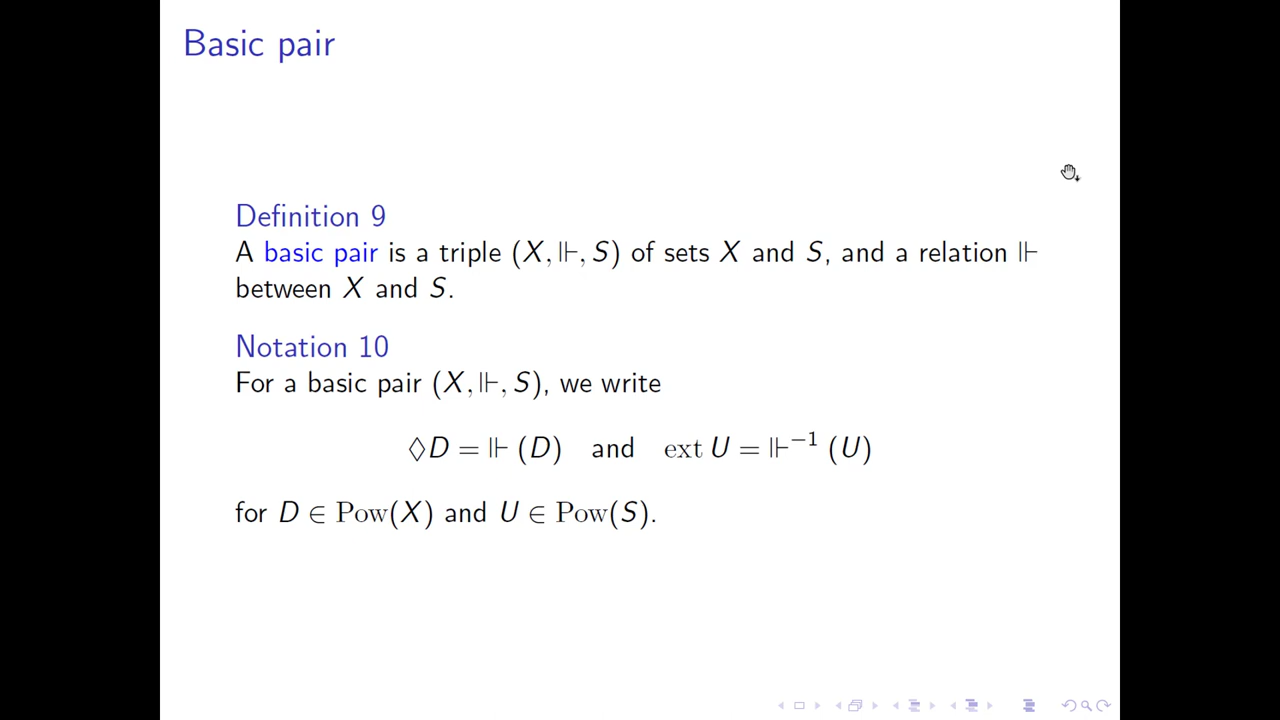 Basic pair
Definition 9
A basic pair is a triple (X, ⊩, S) of sets X and S, and a relation ⊩
between X and S.
Notation 10
For a basic pair (X, ⊩, S), we write
◊D = ⊩ (D) and ext U = ⊩⁻¹ (U)
for D ∈ Pow(X) and U ∈ Pow(S).